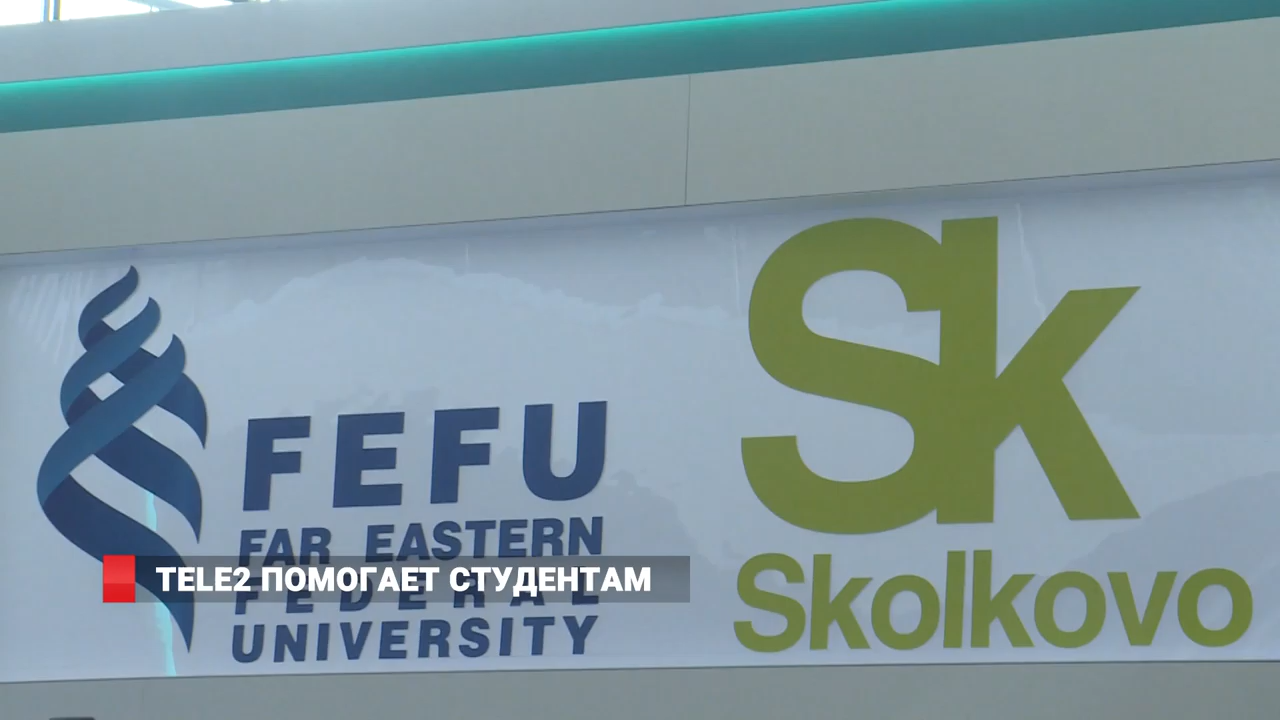 FEFU
FAR EASTERN
FEDERAL
UNIVERSITY
Sk
Skolkovo
TELE2 ПОМОГАЕТ СТУДЕНТАМ